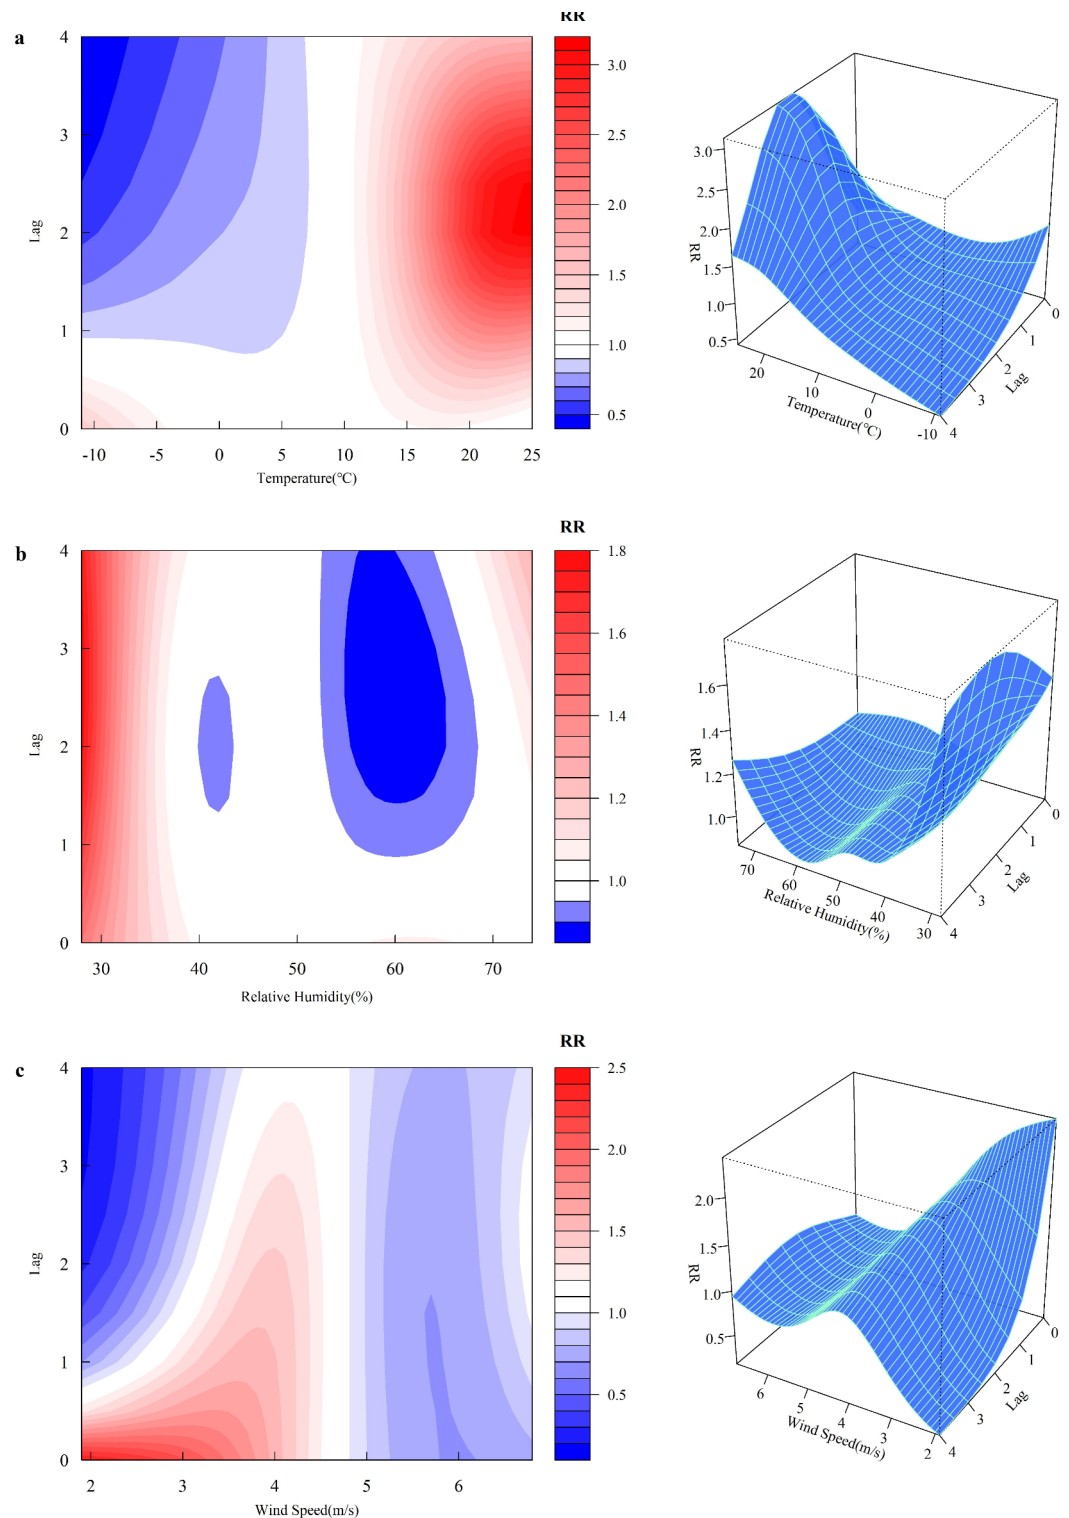 RR
a
4
3
2
1
0
Lag
-10 -5 0 5 10 15 20 25
Temperature(°C)
3.0
2.5
2.0
1.5
1.0
0.5
3.0
2.5
2.0
1.5
1.0
0.5
RR
20 10 0 -10
Temperature(°C)
4 3 2 1 0
Lag
b
RR
4
3
2
1
0
Lag
30 40 50 60 70
Relative Humidity(%)
1.8
1.6
1.4
1.2
1.0
1.6
1.4
1.2
1.0
RR
70 60 50 40 30
Relative Humidity(%)
4 3 2 1 0
Lag
c
RR
4
3
2
1
0
Lag
2 3 4 5 6
Wind Speed(m/s)
2.5
2.0
1.5
1.0
0.5
2.0
1.5
1.0
0.5
RR
6 5 4 3 2
Wind Speed(m/s)
4 3 2 1 0
Lag